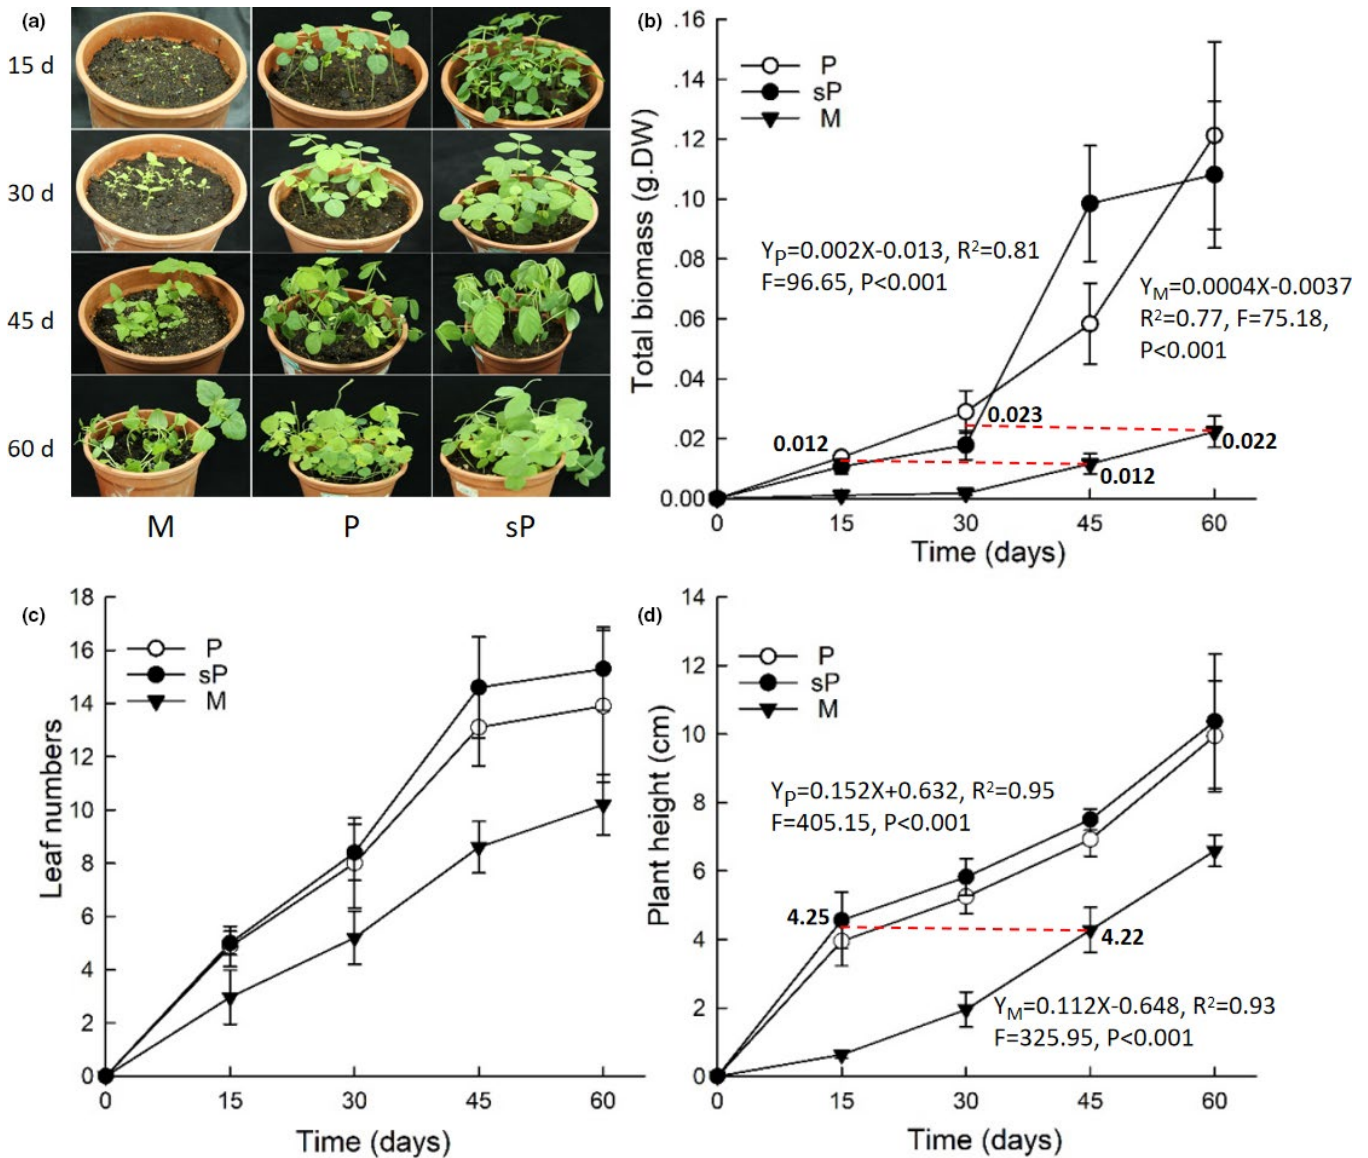 (a)
15 d
30 d
45 d
60 d
M P sP
(b)
.16
.14
.12
.10
.08
.06
.04
.02
0.00
Total biomass (g.DW)
P
sP
M
Y_P=0.002X-0.013, R²=0.81
F=96.65, P<0.001
Y_M=0.0004X-0.0037
R²=0.77, F=75.18,
P<0.001
0.012
0.023
0.012
0.022
0 15 30 45 60
Time (days)
(c)
18
16
14
12
10
8
6
4
2
0
Leaf numbers
P
sP
M
0 15 30 45 60
Time (days)
(d)
14
12
10
8
6
4
2
0
Plant height (cm)
P
sP
M
Y_P=0.152X+0.632, R²=0.95
F=405.15, P<0.001
4.25
4.22
Y_M=0.112X-0.648, R²=0.93
F=325.95, P<0.001
0 15 30 45 60
Time (days)